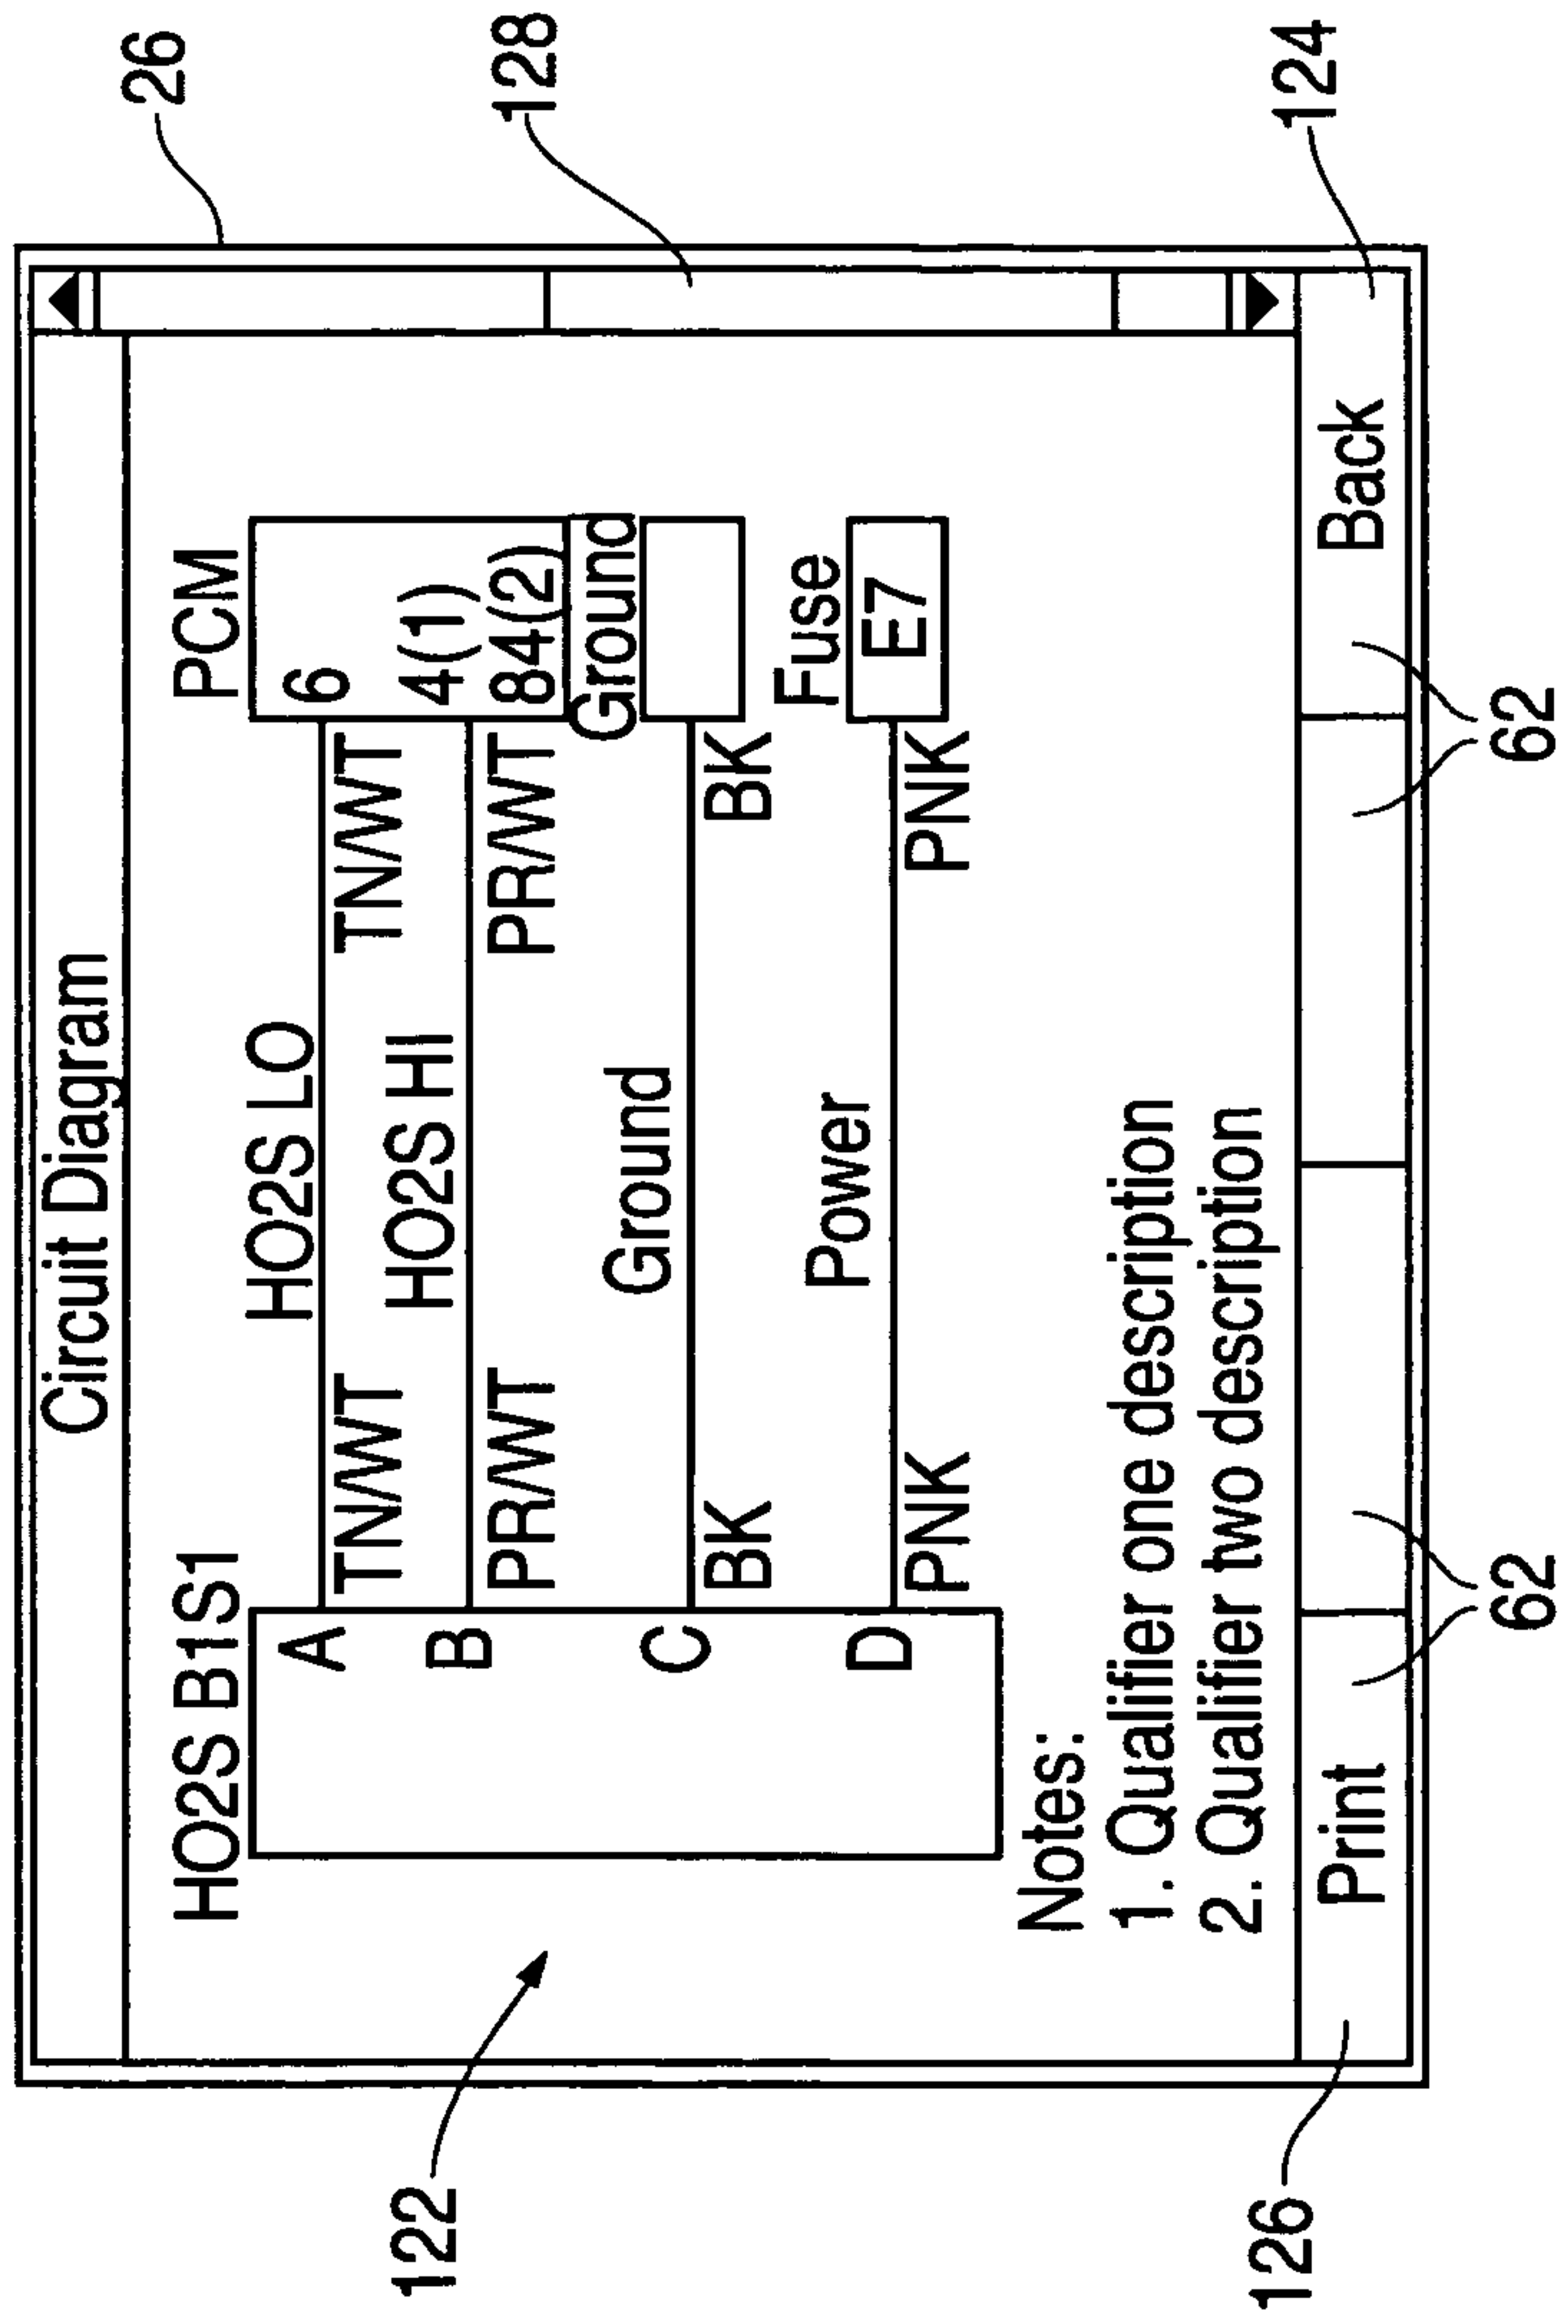 26
Circuit Diagram
128
HO2S B1S1
PCM
A
HO2S LO
6
TN/WT
TN/WT
B
HO2S HI
4(1)
PR/WT
PR/WT
84(2)
122
Ground
Ground
C
BK
BK
Fuse
Power
D
E7
PNK
PNK
Notes:
1. Qualifier one description
2. Qualifier two description
126
Print
Back
124
62
62